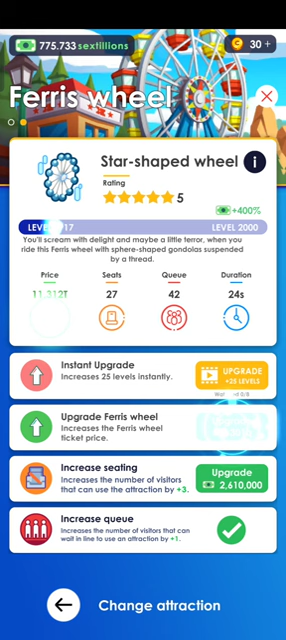 775.733 sextillions
30 +
Ferris wheel
Star-shaped wheel
i
Rating
5
+400%
LEVEL 2000
You'll scream with delight and maybe a little terror, when you
ride this Ferris Wheel with sphere-shaped gondolas suspended
by a thread.
Price Seats Queue Duration
11,312T 27 42 24s
Instant Upgrade
Increases 25 levels instantly.
UPGRADE
+25 LEVELS
Upgrade Ferris wheel
Increases the Ferris wheel
ticket price.
Increase seating
Increases the number of visitors
that can use the attraction by +3.
Upgrade
2,610,000
Increase queue
Increases the number of visitors that can
wait in line to use an attraction by +1.
Change attraction